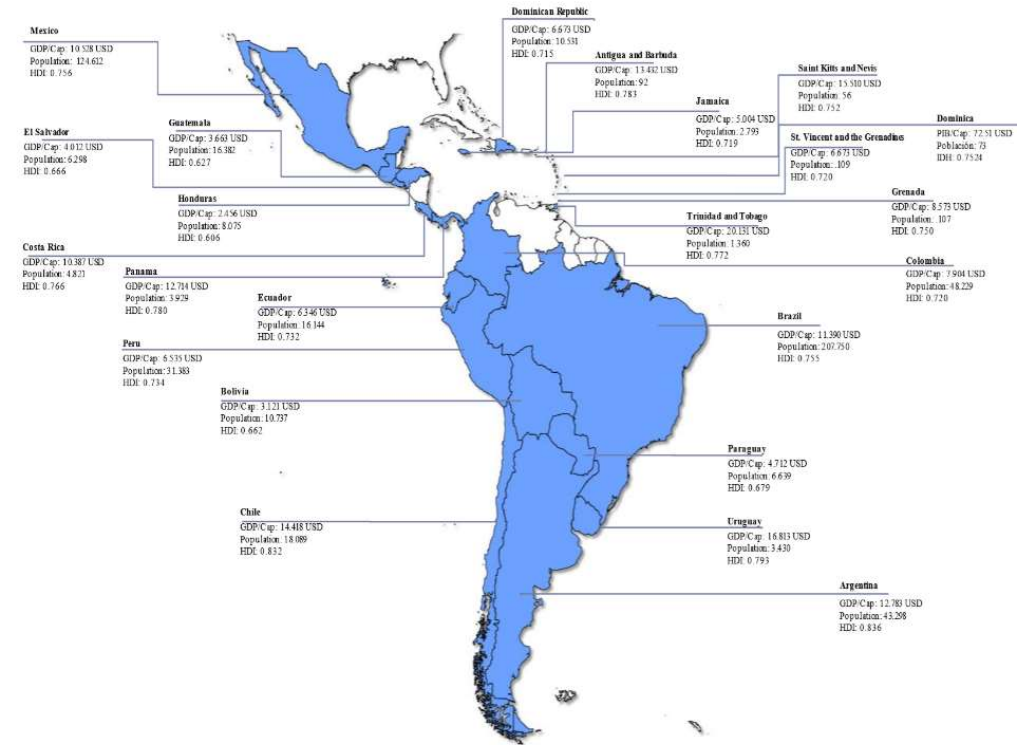 Mexico
GDP/Cap: 10.528 USD
Population: 124.612
HDI: 0.756
Dominican Republic
GDP/Cap: 6.673 USD
Population: 10.531
HDI: 0.715
Antigua and Barbuda
GDP/Cap: 13.432 USD
Population: 92
HDI: 0.783
Saint Kitts and Nevis
GDP/Cap: 15.510 USD
Population: 56
HDI: 0.752
Jamaica
GDP/Cap: 5.004 USD
Population: 2.793
HDI: 0.719
Dominica
PIB/Cap: 72.51 USD
Población: 73
IDH: 0.7524
St. Vincent and the Grendines
GDP/Cap: 6.673 USD
Population: .109
HDI: 0.720
El Salvador
GDP/Cap: 4.012 USD
Population: 6.298
HDI: 0.666
Guatemala
GDP/Cap: 3.663 USD
Population: 16.382
HDI: 0.627
Honduras
GDP/Cap: 2.456 USD
Population: 8.075
HDI: 0.606
Grenada
GDP/Cap: 8.573 USD
Population: .107
HDI: 0.750
Trinidad and Tobago
GDP/Cap: 20.131 USD
Population: 1.360
HDI: 0.772
Costa Rica
GDP/Cap: 10.387 USD
Population: 4.821
HDI: 0.766
Panama
GDP/Cap: 12.714 USD
Population: 3.929
HDI: 0.780
Colombia
GDP/Cap: 7.904 USD
Population: 48.229
HDI: 0.720
Ecuador
GDP/Cap: 6.346 USD
Population: 16.144
HDI: 0.732
Brazil
GDP/Cap: 11.390 USD
Population: 207.750
HDI: 0.755
Peru
GDP/Cap: 6.535 USD
Population: 31.383
HDI: 0.734
Bolivia
GDP/Cap: 3.121 USD
Population: 10.737
HDI: 0.662
Paraguay
GDP/Cap: 4.712 USD
Population: 6.639
HDI: 0.679
Chile
GDP/Cap: 14.418 USD
Population: 18.089
HDI: 0.832
Uruguay
GDP/Cap: 16.813 USD
Population: 3.430
HDI: 0.793
Argentina
GDP/Cap: 12.783 USD
Population: 43.298
HDI: 0.836